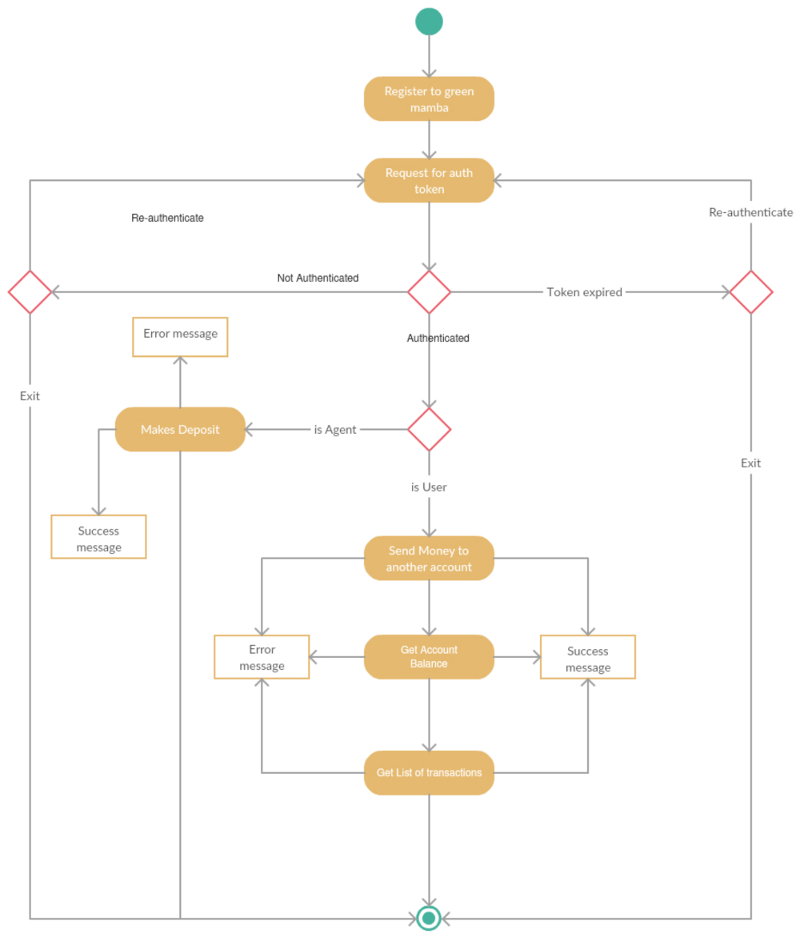 Register to green
mamba
Request for auth
token
Re-authenticate
Re-authenticate
Not Authenticated
Token expired
Error message
Authenticated
Exit
Makes Deposit
is Agent
Exit
is User
Success
message
Send Money to
another account
Error
message
Get Account
Balance
Success
message
Get List of transactions